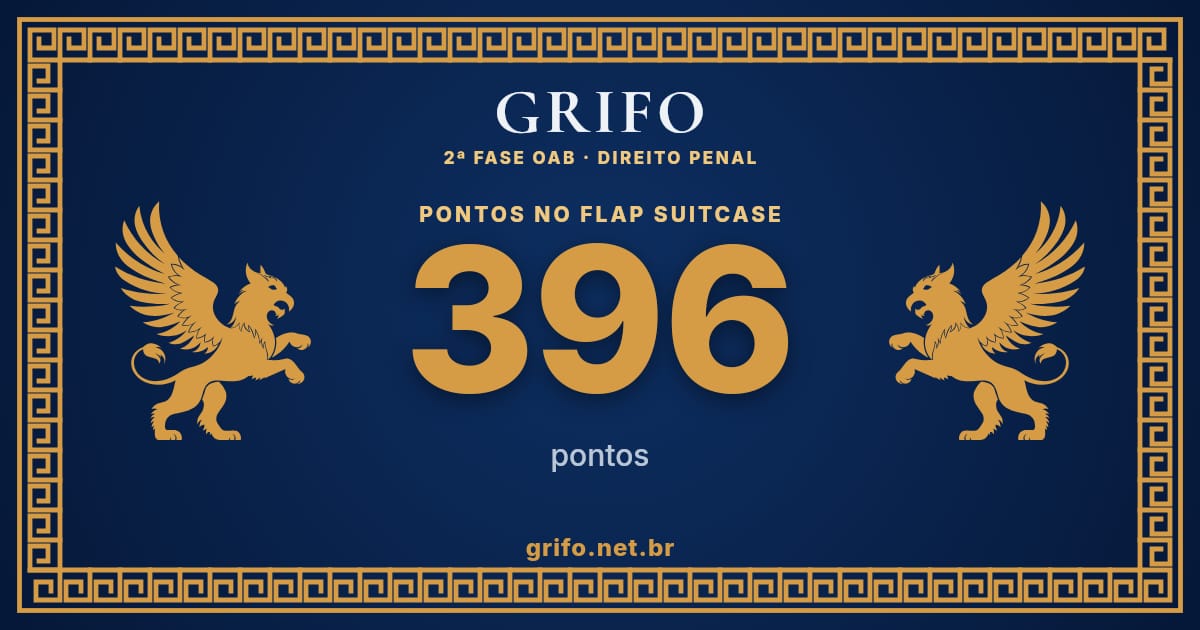 GRIFO
2ª FASE OAB · DIREITO PENAL
PONTOS NO FLAP SUITCASE
396
pontos
grifo.net.br